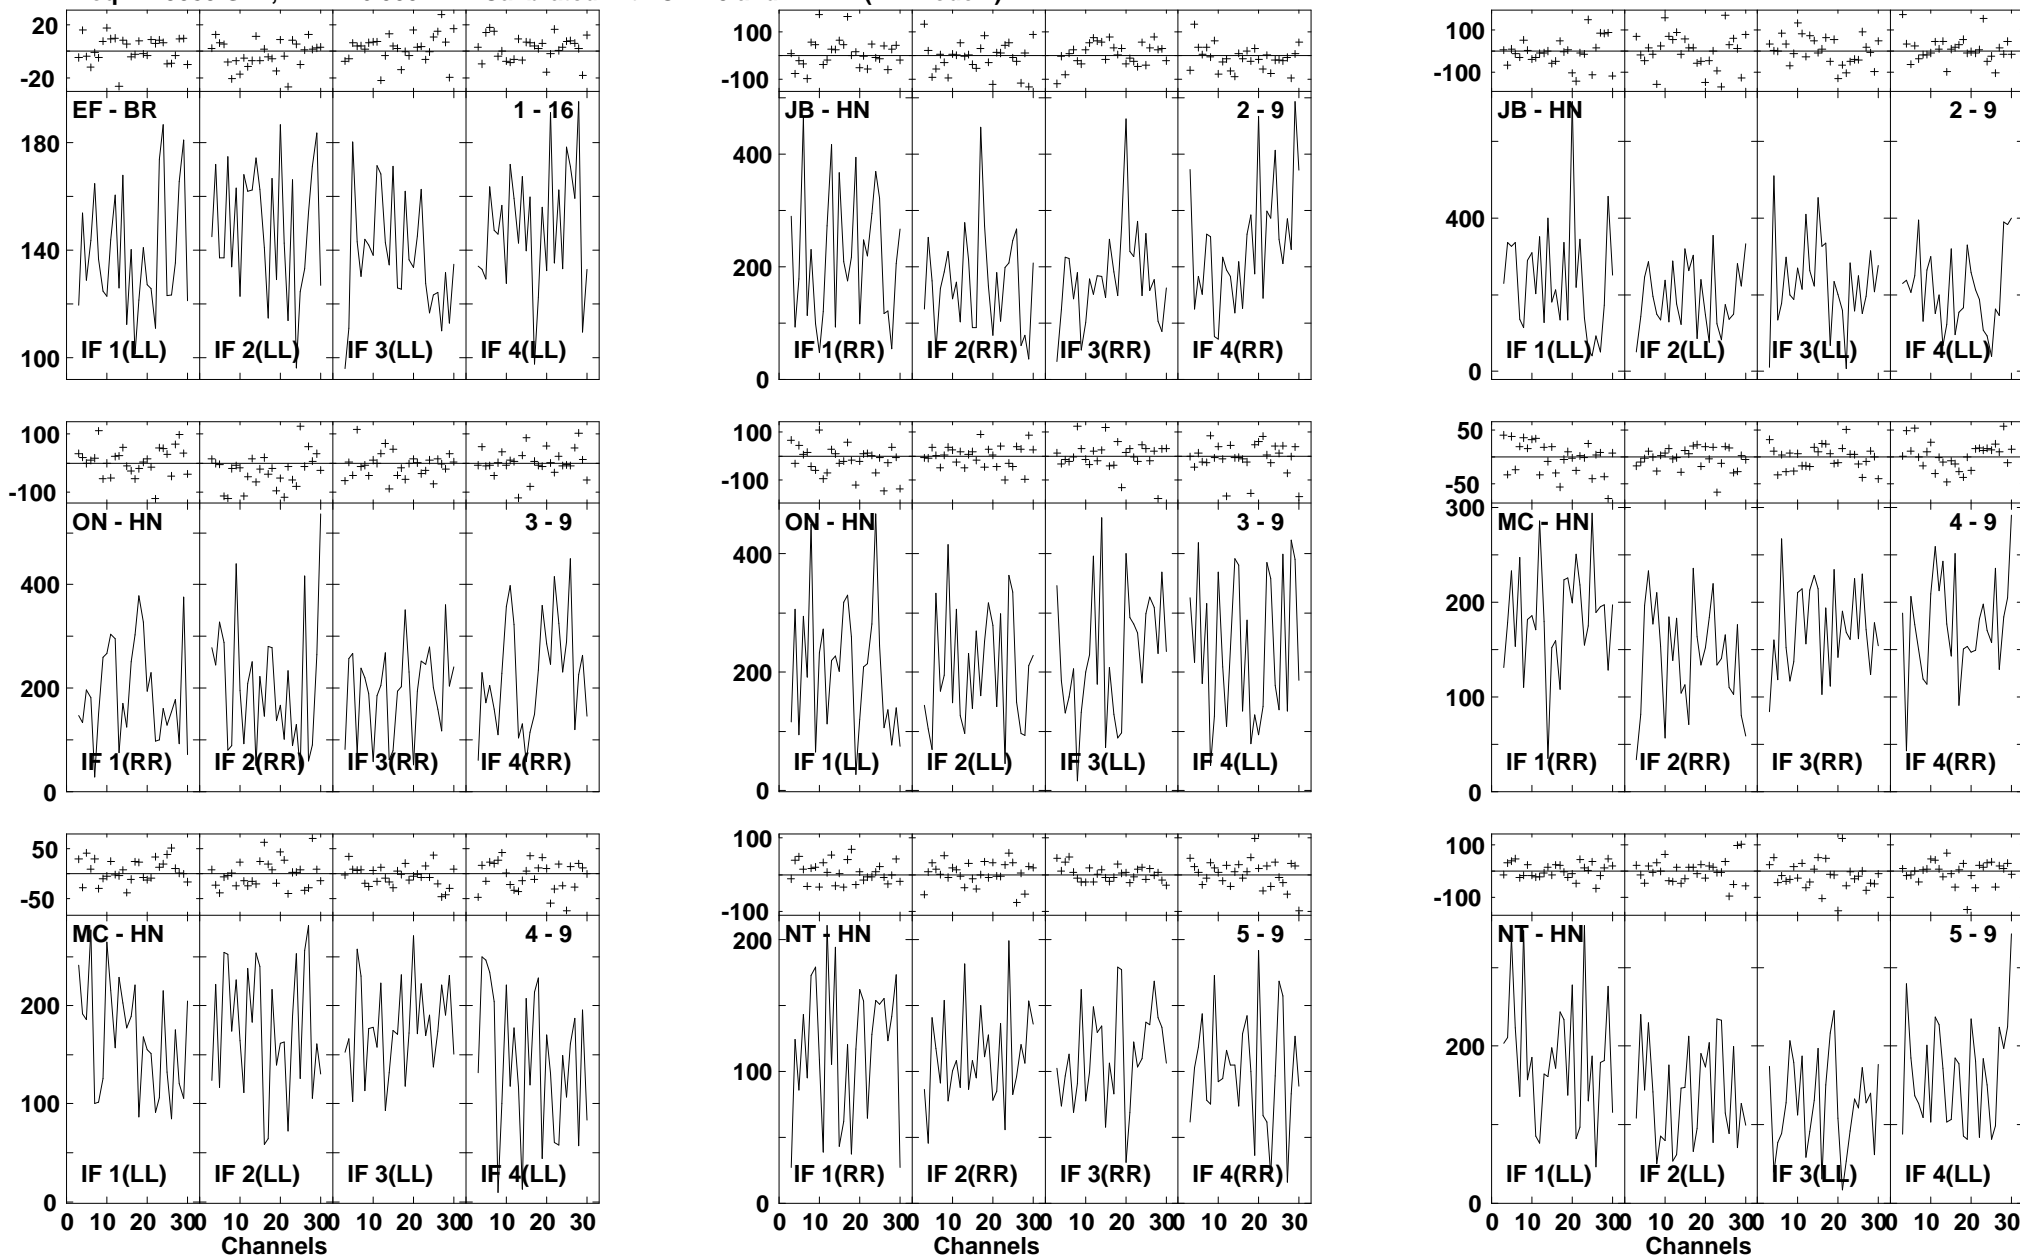 20
-20
EF - BR 1 - 16
180
140
100
IF 1(LL) IF 2(LL) IF 3(LL) IF 4(LL)
100
-100
JB - HN 2 - 9
400
200
0
IF 1(RR) IF 2(RR) IF 3(RR) IF 4(RR)
100
-100
JB - HN 2 - 9
400
200
0
IF 1(LL) IF 2(LL) IF 3(LL) IF 4(LL)
100
-100
ON - HN 3 - 9
400
200
0
IF 1(RR) IF 2(RR) IF 3(RR) IF 4(RR)
100
-100
ON - HN 3 - 9
400
200
0
IF 1(LL) IF 2(LL) IF 3(LL) IF 4(LL)
50
-50
300
MC - HN 4 - 9
200
100
0
IF 1(RR) IF 2(RR) IF 3(RR) IF 4(RR)
50
-50
MC - HN 4 - 9
200
100
0
IF 1(LL) IF 2(LL) IF 3(LL) IF 4(LL)
0 10 20 30 0 10 20 30 0 10 20 30 0 10 20 30
Channels
100
-100
NT - HN 5 - 9
200
100
0
IF 1(RR) IF 2(RR) IF 3(RR) IF 4(RR)
0 10 20 30 0 10 20 30 0 10 20 30 0 10 20 30
Channels
100
-100
NT - HN 5 - 9
200
0
IF 1(LL) IF 2(LL) IF 3(LL) IF 4(LL)
0 10 20 30 0 10 20 30 0 10 20 30 0 10 20 30
Channels